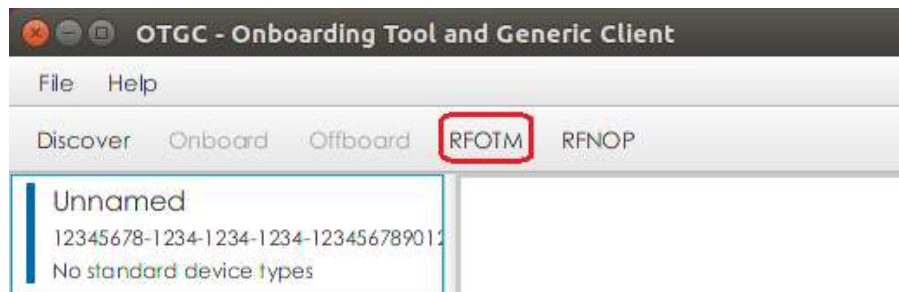 OTGC - Onboarding Tool and Generic Client
File Help
Discover Onboard Offboard RFOTM RFNOP
Unnamed
12345678-1234-1234-1234-123456789012
No standard device types